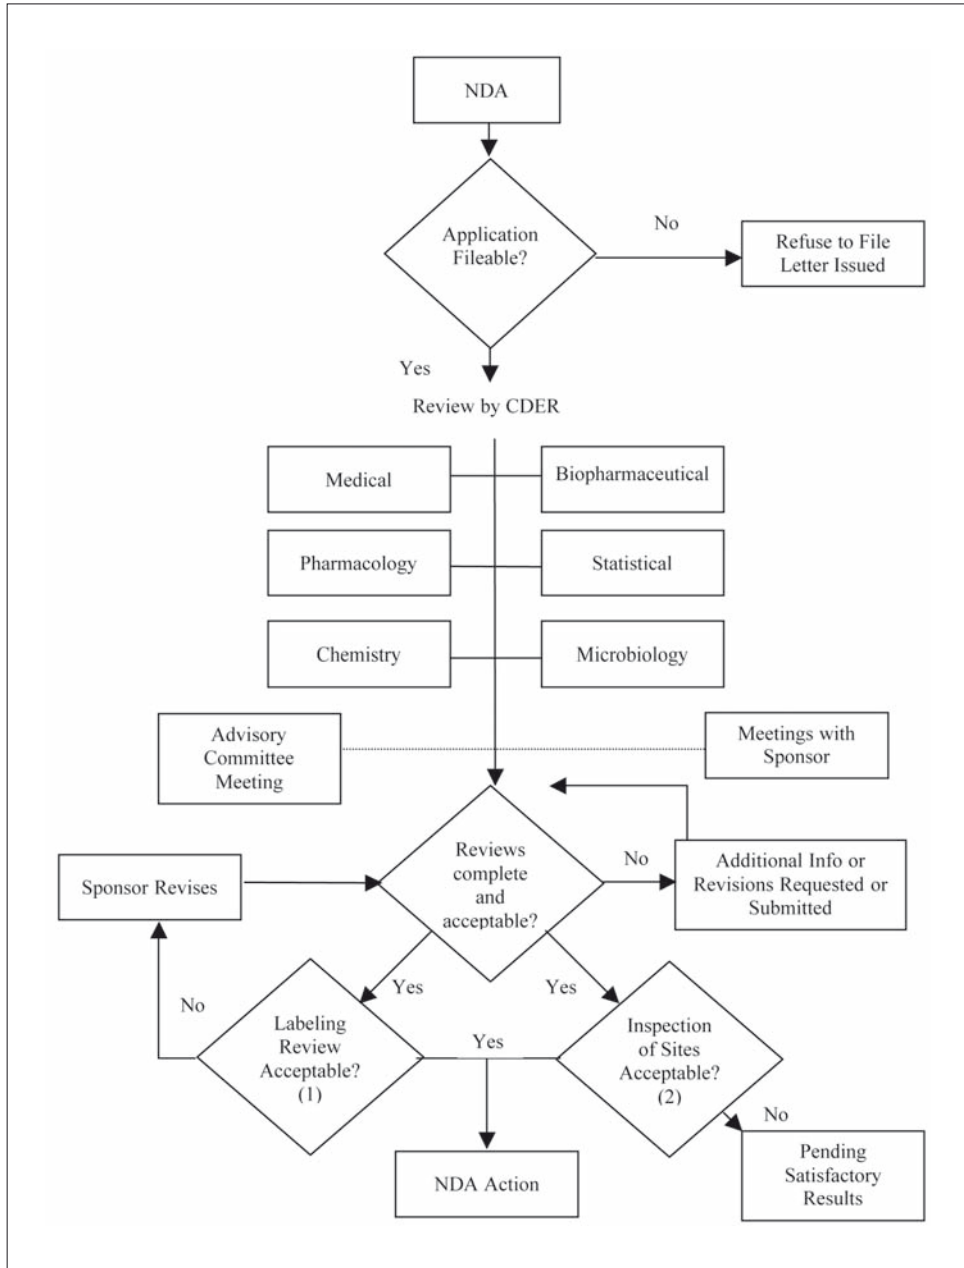 NDA
Application
Fileable?
No
Refuse to File
Letter Issued
Yes
Review by CDER
Medical
Biopharmaceutical
Pharmacology
Statistical
Chemistry
Microbiology
Advisory
Committee
Meeting
Meetings with
Sponsor
Reviews
complete
and
acceptable?
No
Additional Info or
Revisions Requested or
Submitted
Sponsor Revises
No
Yes
Yes
Labeling
Review
Acceptable?
(1)
Yes
Inspection
of Sites
Acceptable?
(2)
No
Pending
Satisfactory
Results
NDA Action